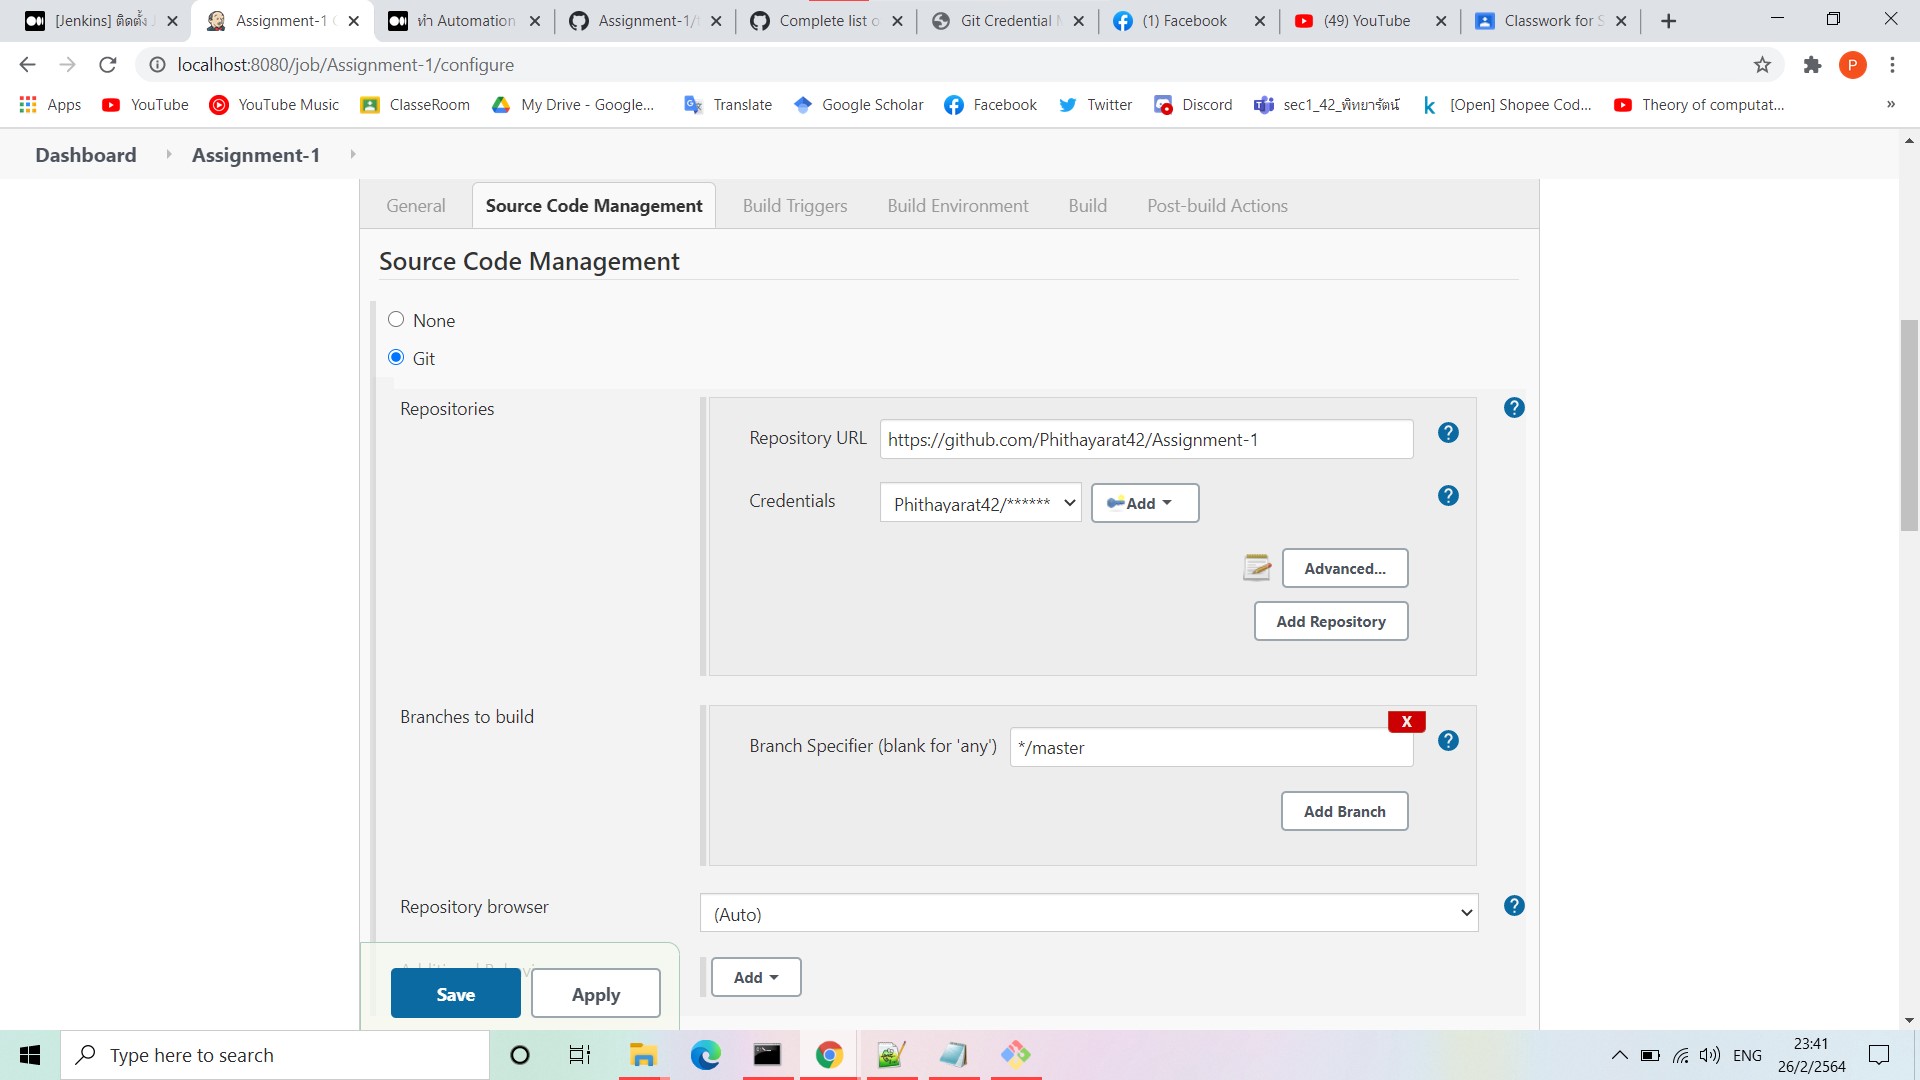 [Jenkins] ติดตั้ง
Assignment-1
ทำ Automation
Assignment-1/
Complete list o
Git Credential
(1) Facebook
(49) YouTube
Classwork for S
localhost:8080/job/Assignment-1/configure
P
Apps
YouTube
YouTube Music
ClasseRoom
My Drive - Google...
Translate
Google Scholar
Facebook
Twitter
Discord
sec1_42_พิทยารัตน์
[Open] Shopee Cod...
Theory of computat...
»
Dashboard
Assignment-1
General
Source Code Management
Build Triggers
Build Environment
Build
Post-build Actions
Source Code Management
None
Git
Repositories
Repository URL
https://github.com/Phithayarat42/Assignment-1
Credentials
Phithayarat42/******
Add
Advanced...
Add Repository
Branches to build
X
Branch Specifier (blank for 'any')
*/master
Add Branch
Repository browser
(Auto)
Add
Save
Apply
Type here to search
ENG
23:41
26/2/2564